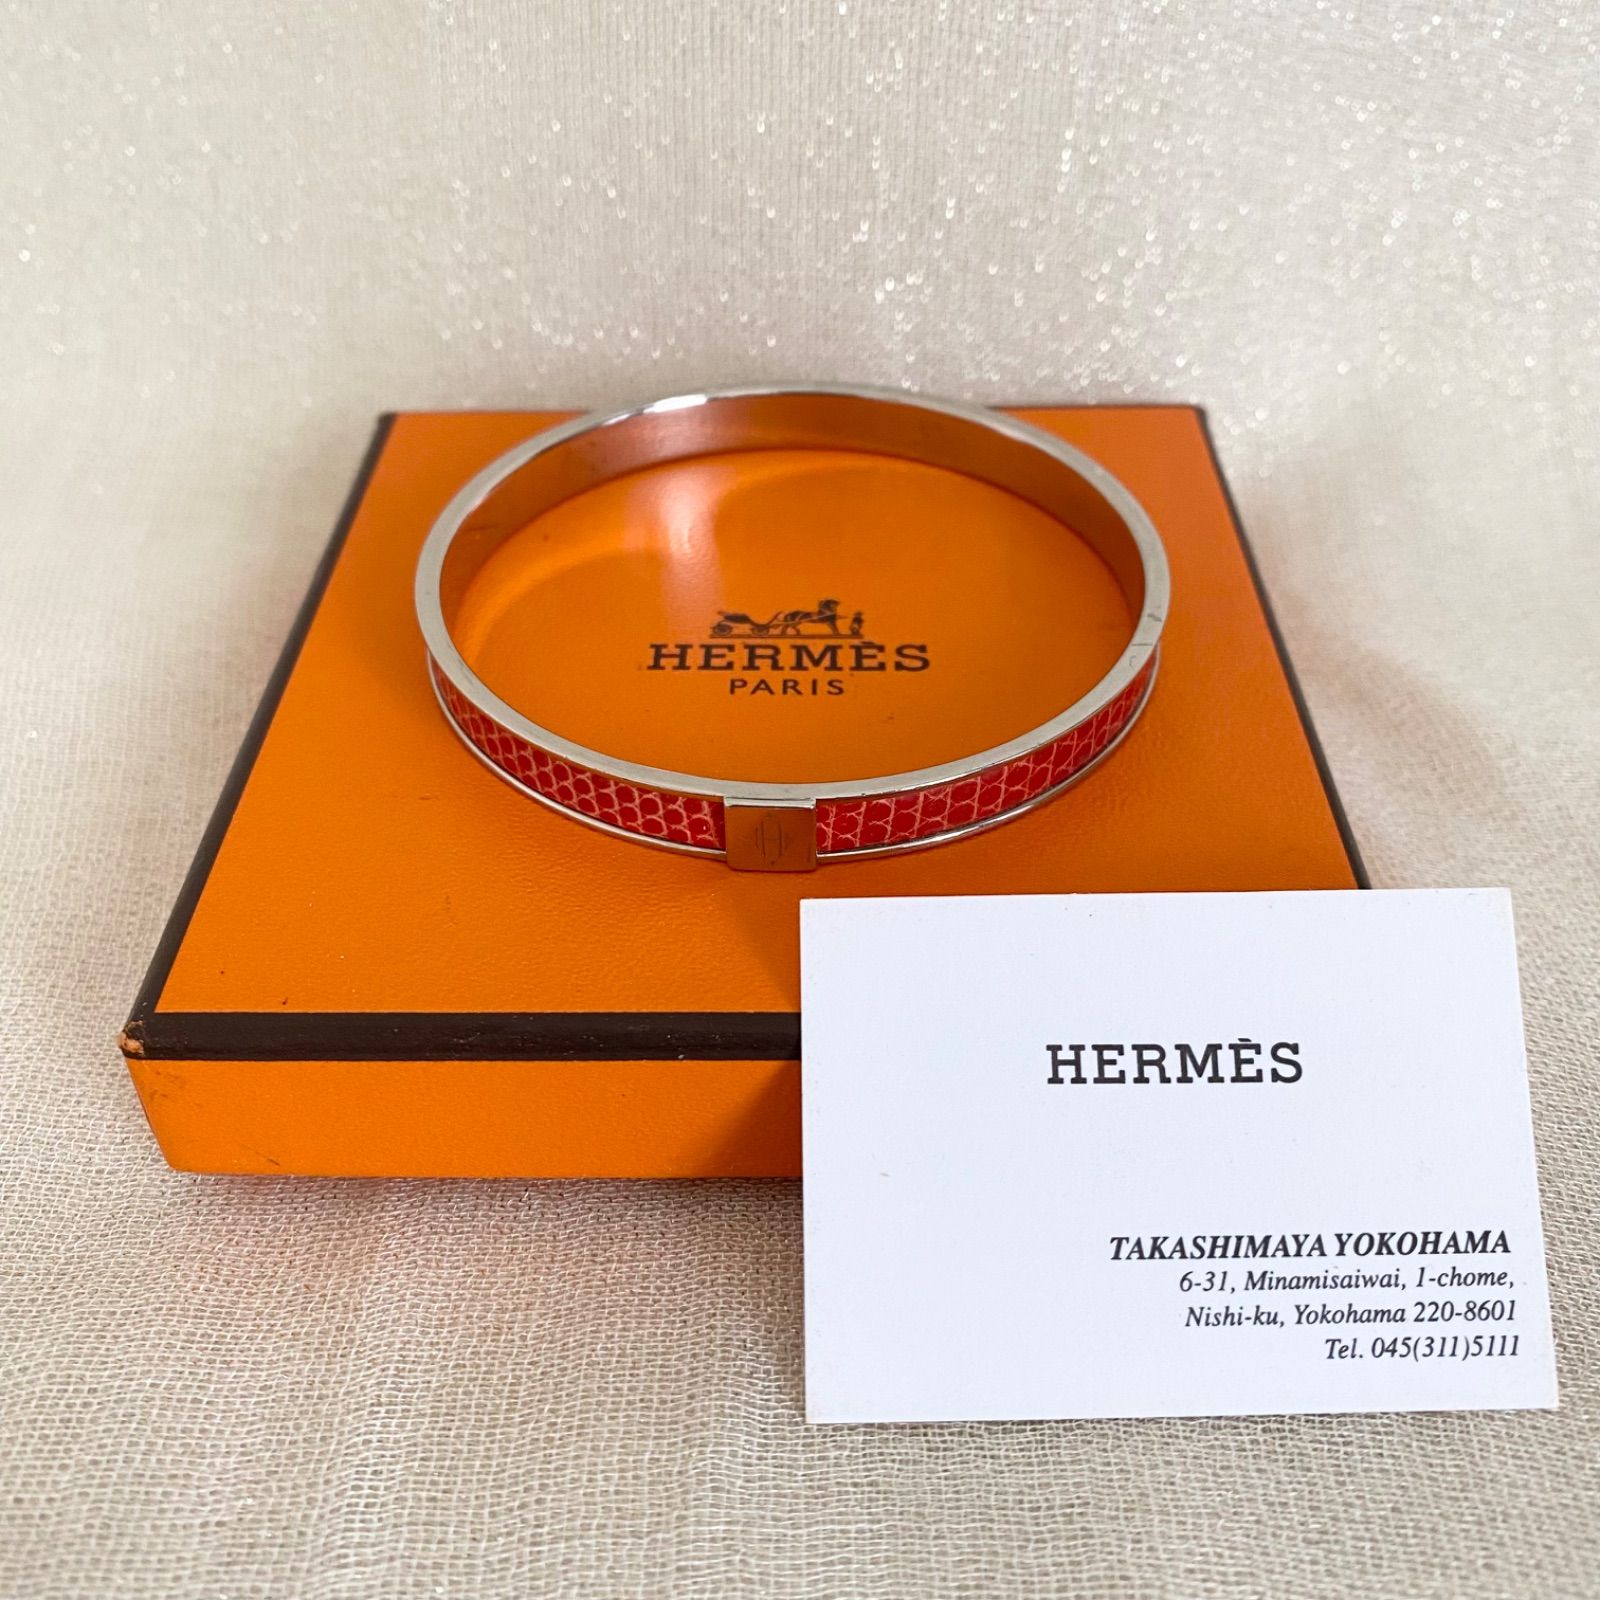 HERMÈS
PARIS
H
HERMÈS
TAKASHIMAYA YOKOHAMA
6-31, Minamisaiwai, 1-chome,
Nishi-ku, Yokohama 220-8601
Tel. 045(311)5111